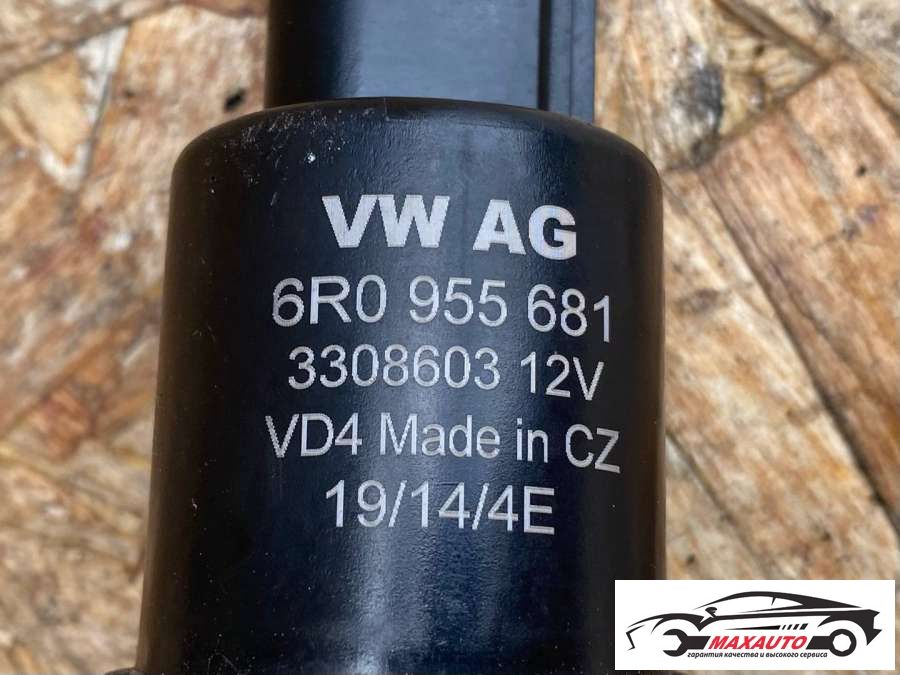 VW AG
6R0 955 681
3308603 12V
VD4 Made in CZ
19/14/4E
MAXAUTO
гарантия качества и высокого сервиса